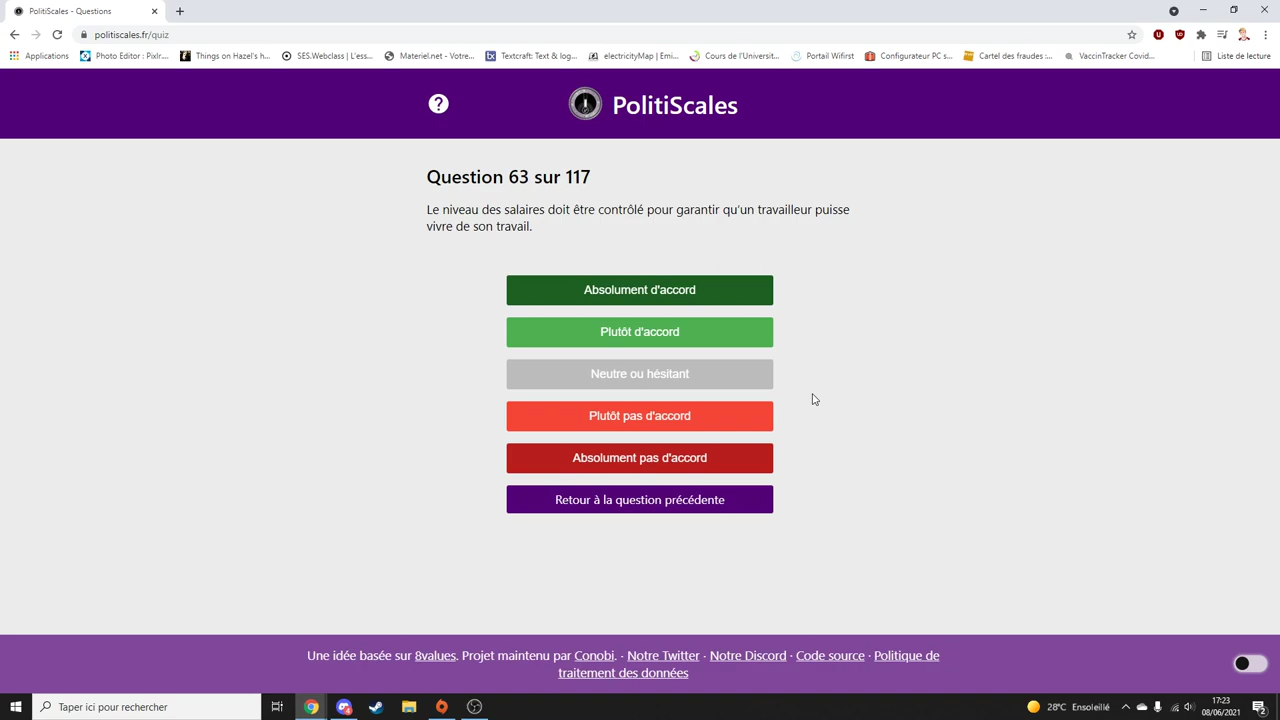 PolitiScales - Questions
politiscales.fr/quiz
Applications
Photo Editor : Pixlr...
Things on Hazel's h...
SES.Webclass | L'ess...
Materiel.net - Votre...
Textcraft: Text & log...
electricityMap | Emi...
Cours de l'Universit...
Portail Wifirst
Configurateur PC s...
Cartel des fraudes :...
VaccinTracker Covid...
Liste de lecture
PolitiScales
Question 63 sur 117
Le niveau des salaires doit être contrôlé pour garantir qu'un travailleur puisse
vivre de son travail.
Absolument d'accord
Plutôt d'accord
Neutre ou hésitant
Plutôt pas d'accord
Absolument pas d'accord
Retour à la question précédente
Une idée basée sur 8values. Projet maintenu par Conobi. · Notre Twitter · Notre Discord · Code source · Politique de
traitement des données
Taper ici pour rechercher
28°C Ensoleillé
17:23
08/06/2021
2